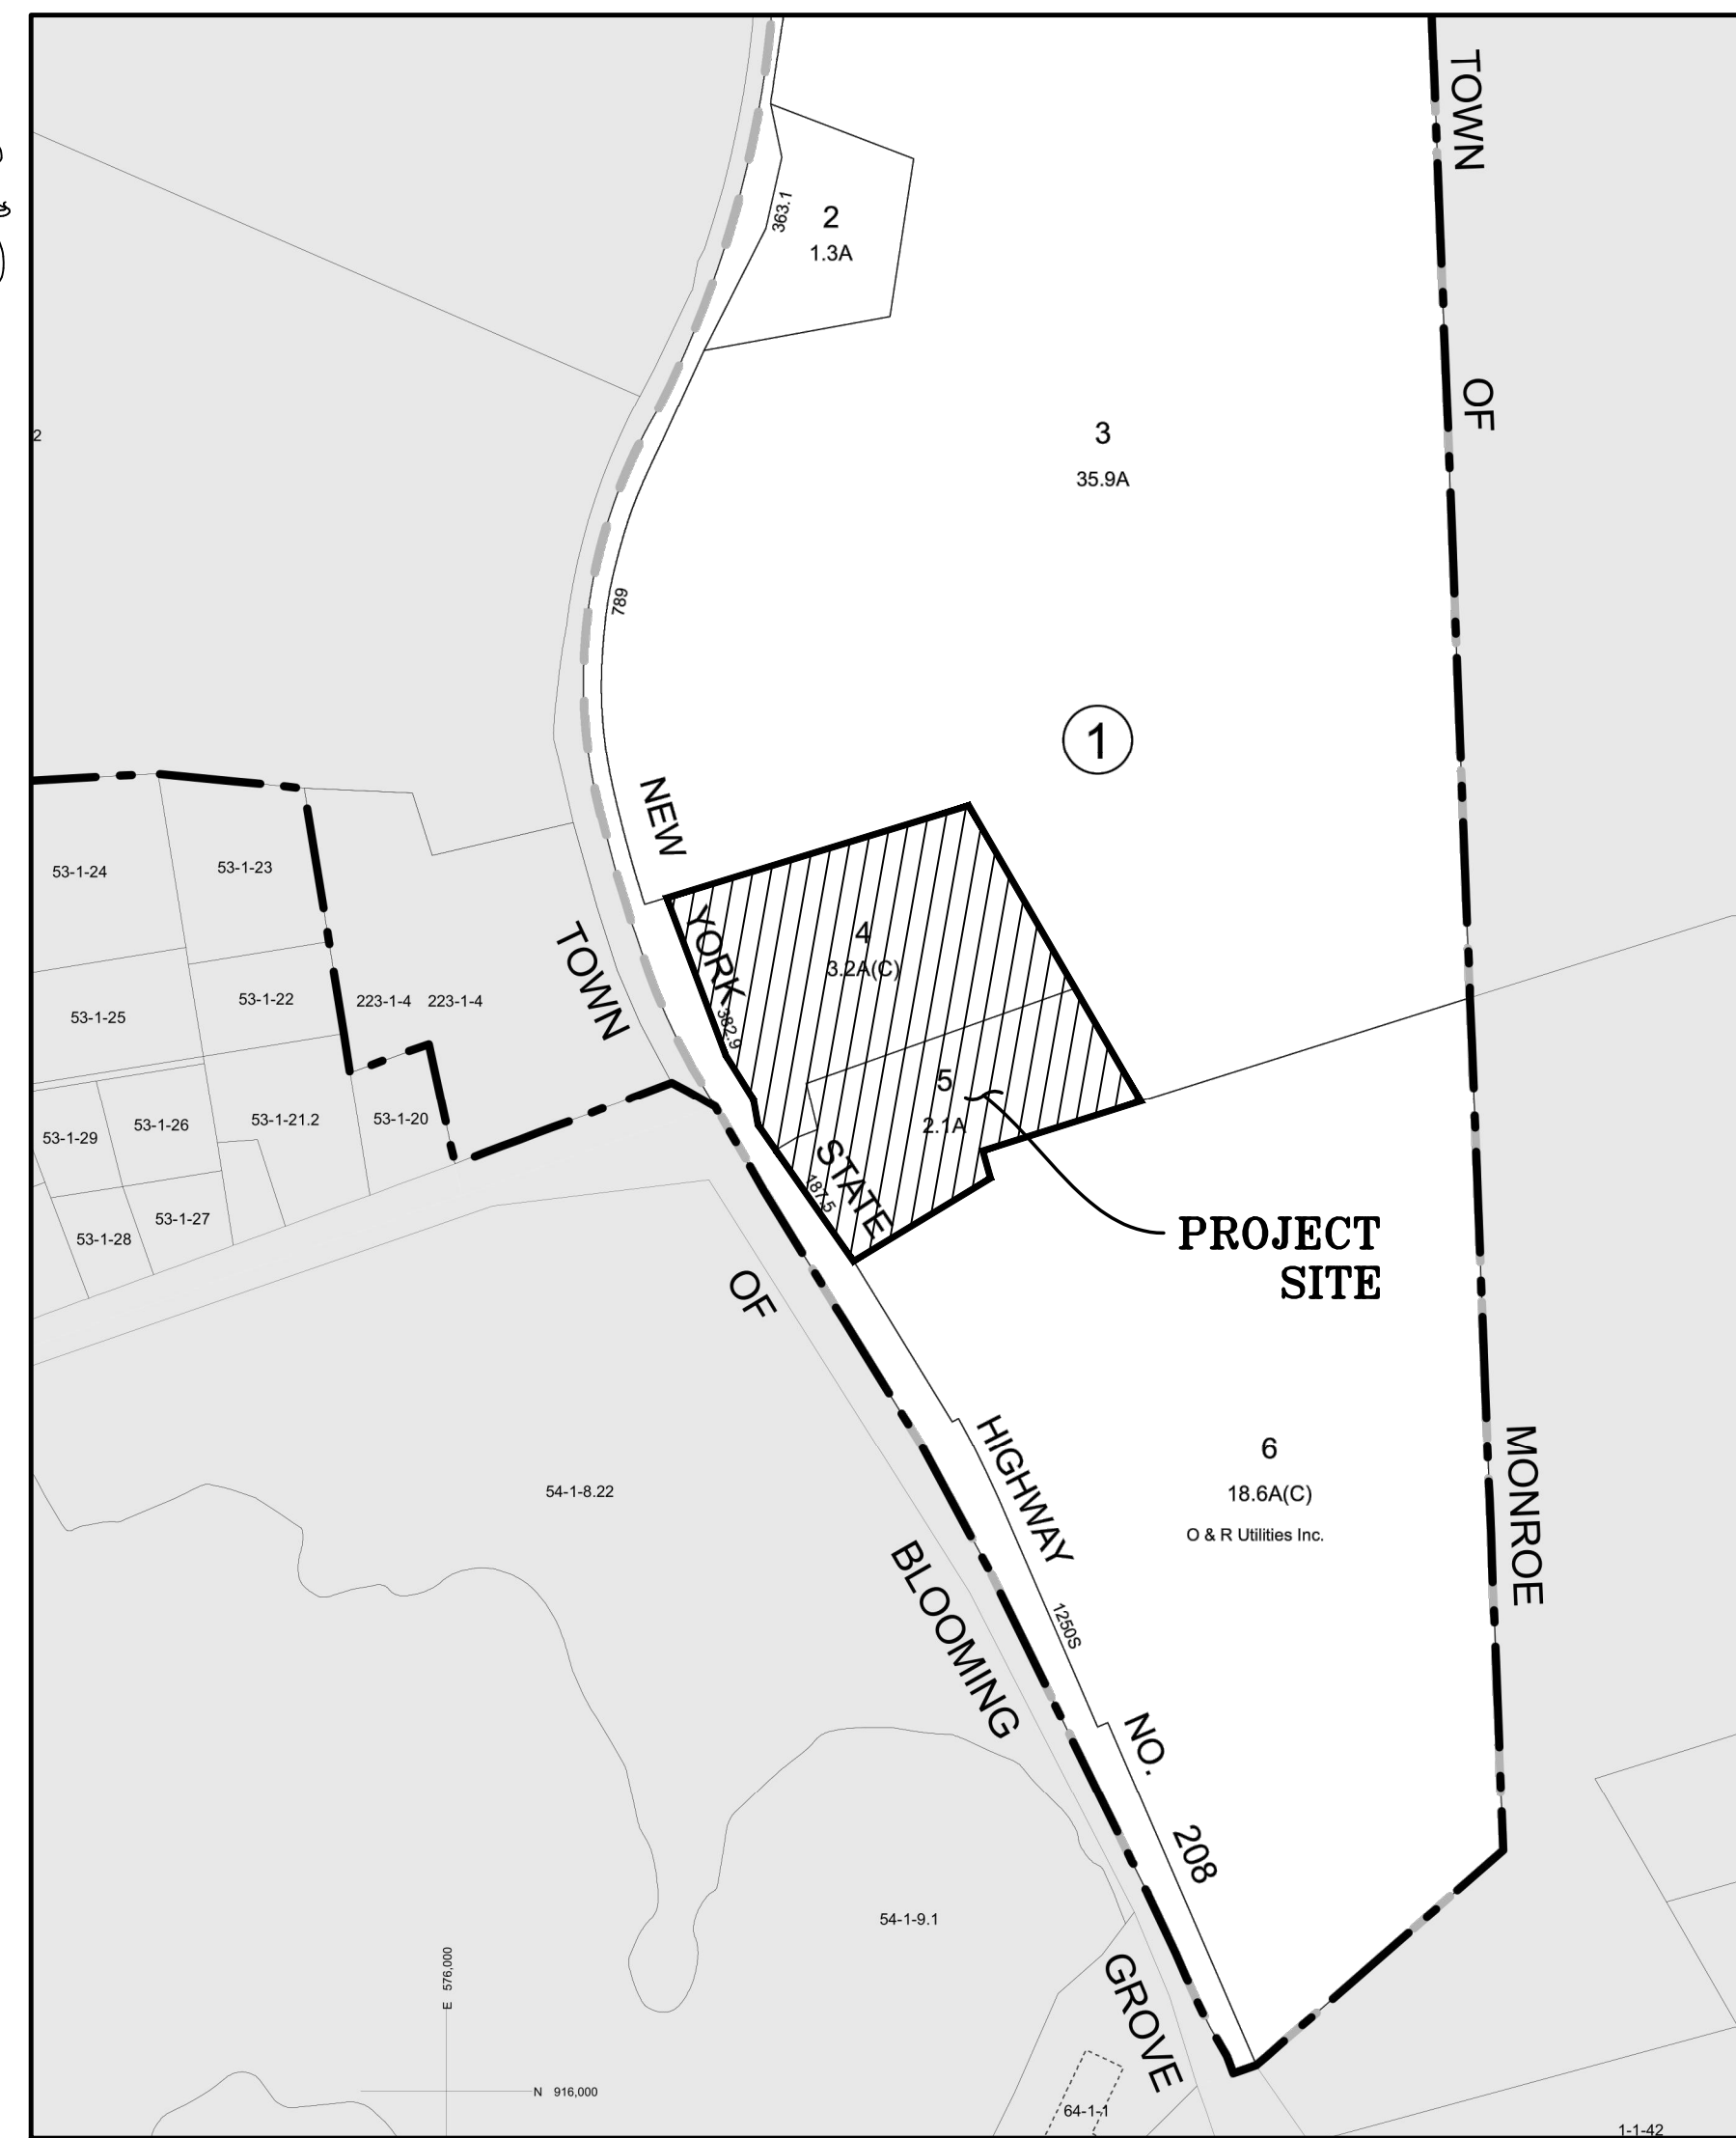 TOWN
OF
MONROE
363.1
2
1.3A
3
35.9A
2
789
1
NEW
YORK
STATE
HIGHWAY
NO.
208
53-1-24
53-1-23
4
3.2A(C)
382.9
53-1-25
53-1-22
223-1-4
223-1-4
TOWN
OF
BLOOMING
GROVE
5
2.1A
187.5
53-1-29
53-1-26
53-1-21.2
53-1-20
53-1-28
53-1-27
PROJECT
SITE
6
18.6A(C)
O & R Utilities Inc.
54-1-8.22
1250S
54-1-9.1
E 576,000
N 916,000
64-1-1
1-1-42